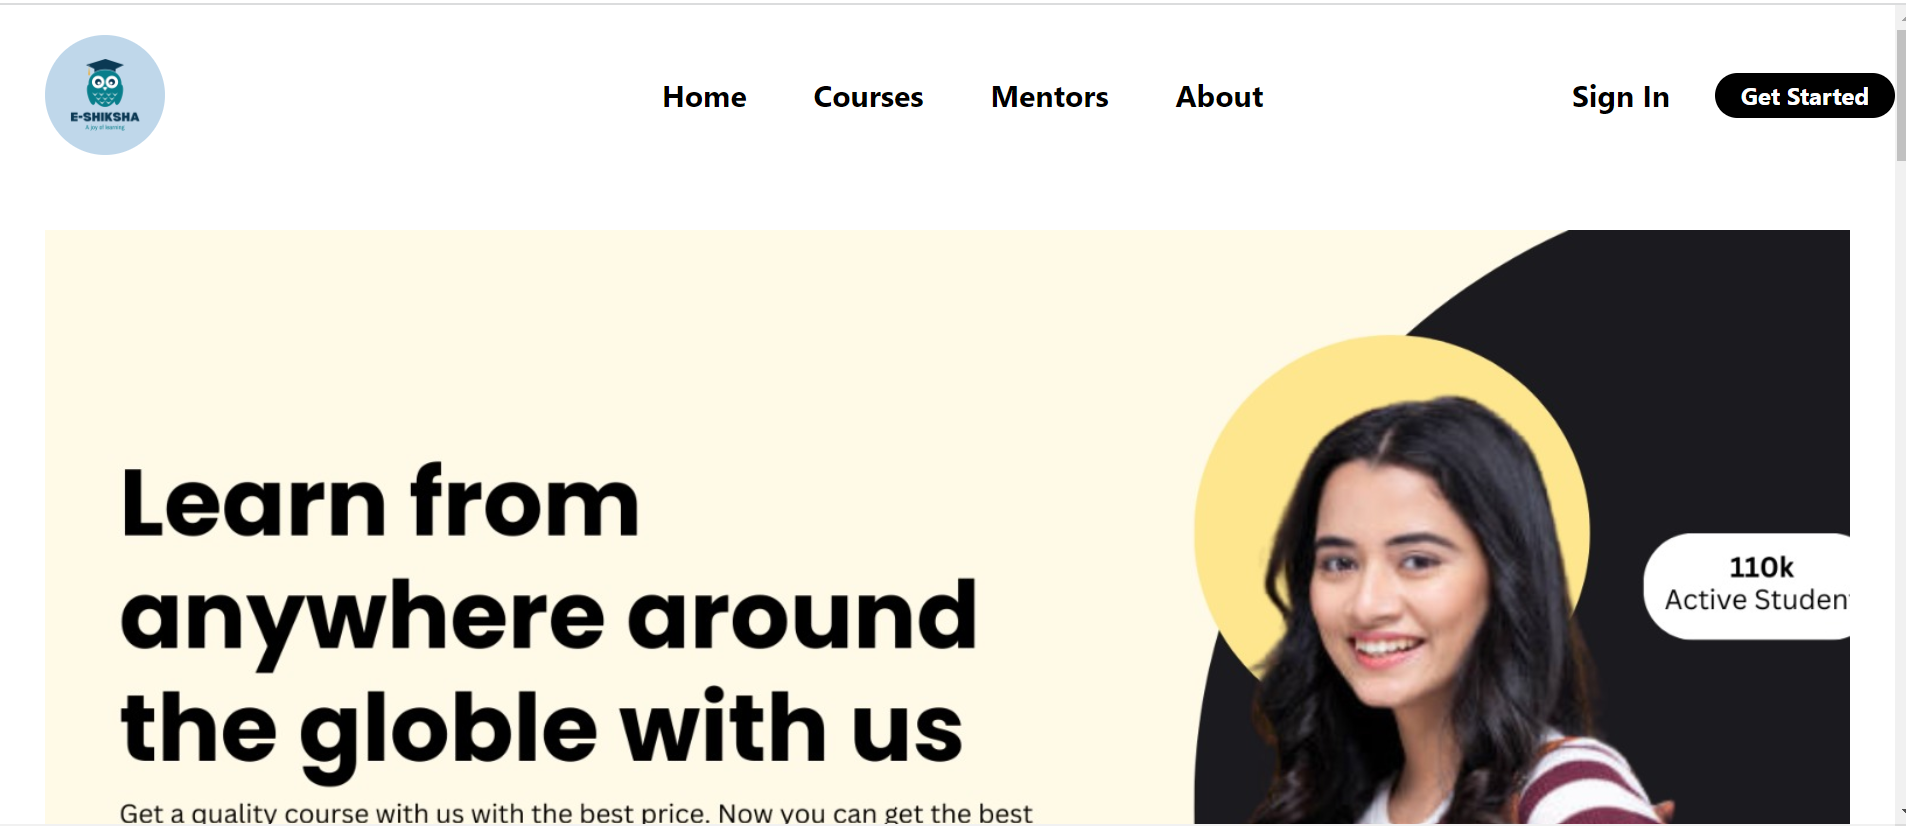 E-SHIKSHA
A joy of learning
Home
Courses
Mentors
About
Sign In
Get Started
Learn from
anywhere around
the globle with us
Get a quality course with us with the best price. Now you can get the best
110k
Active Studen